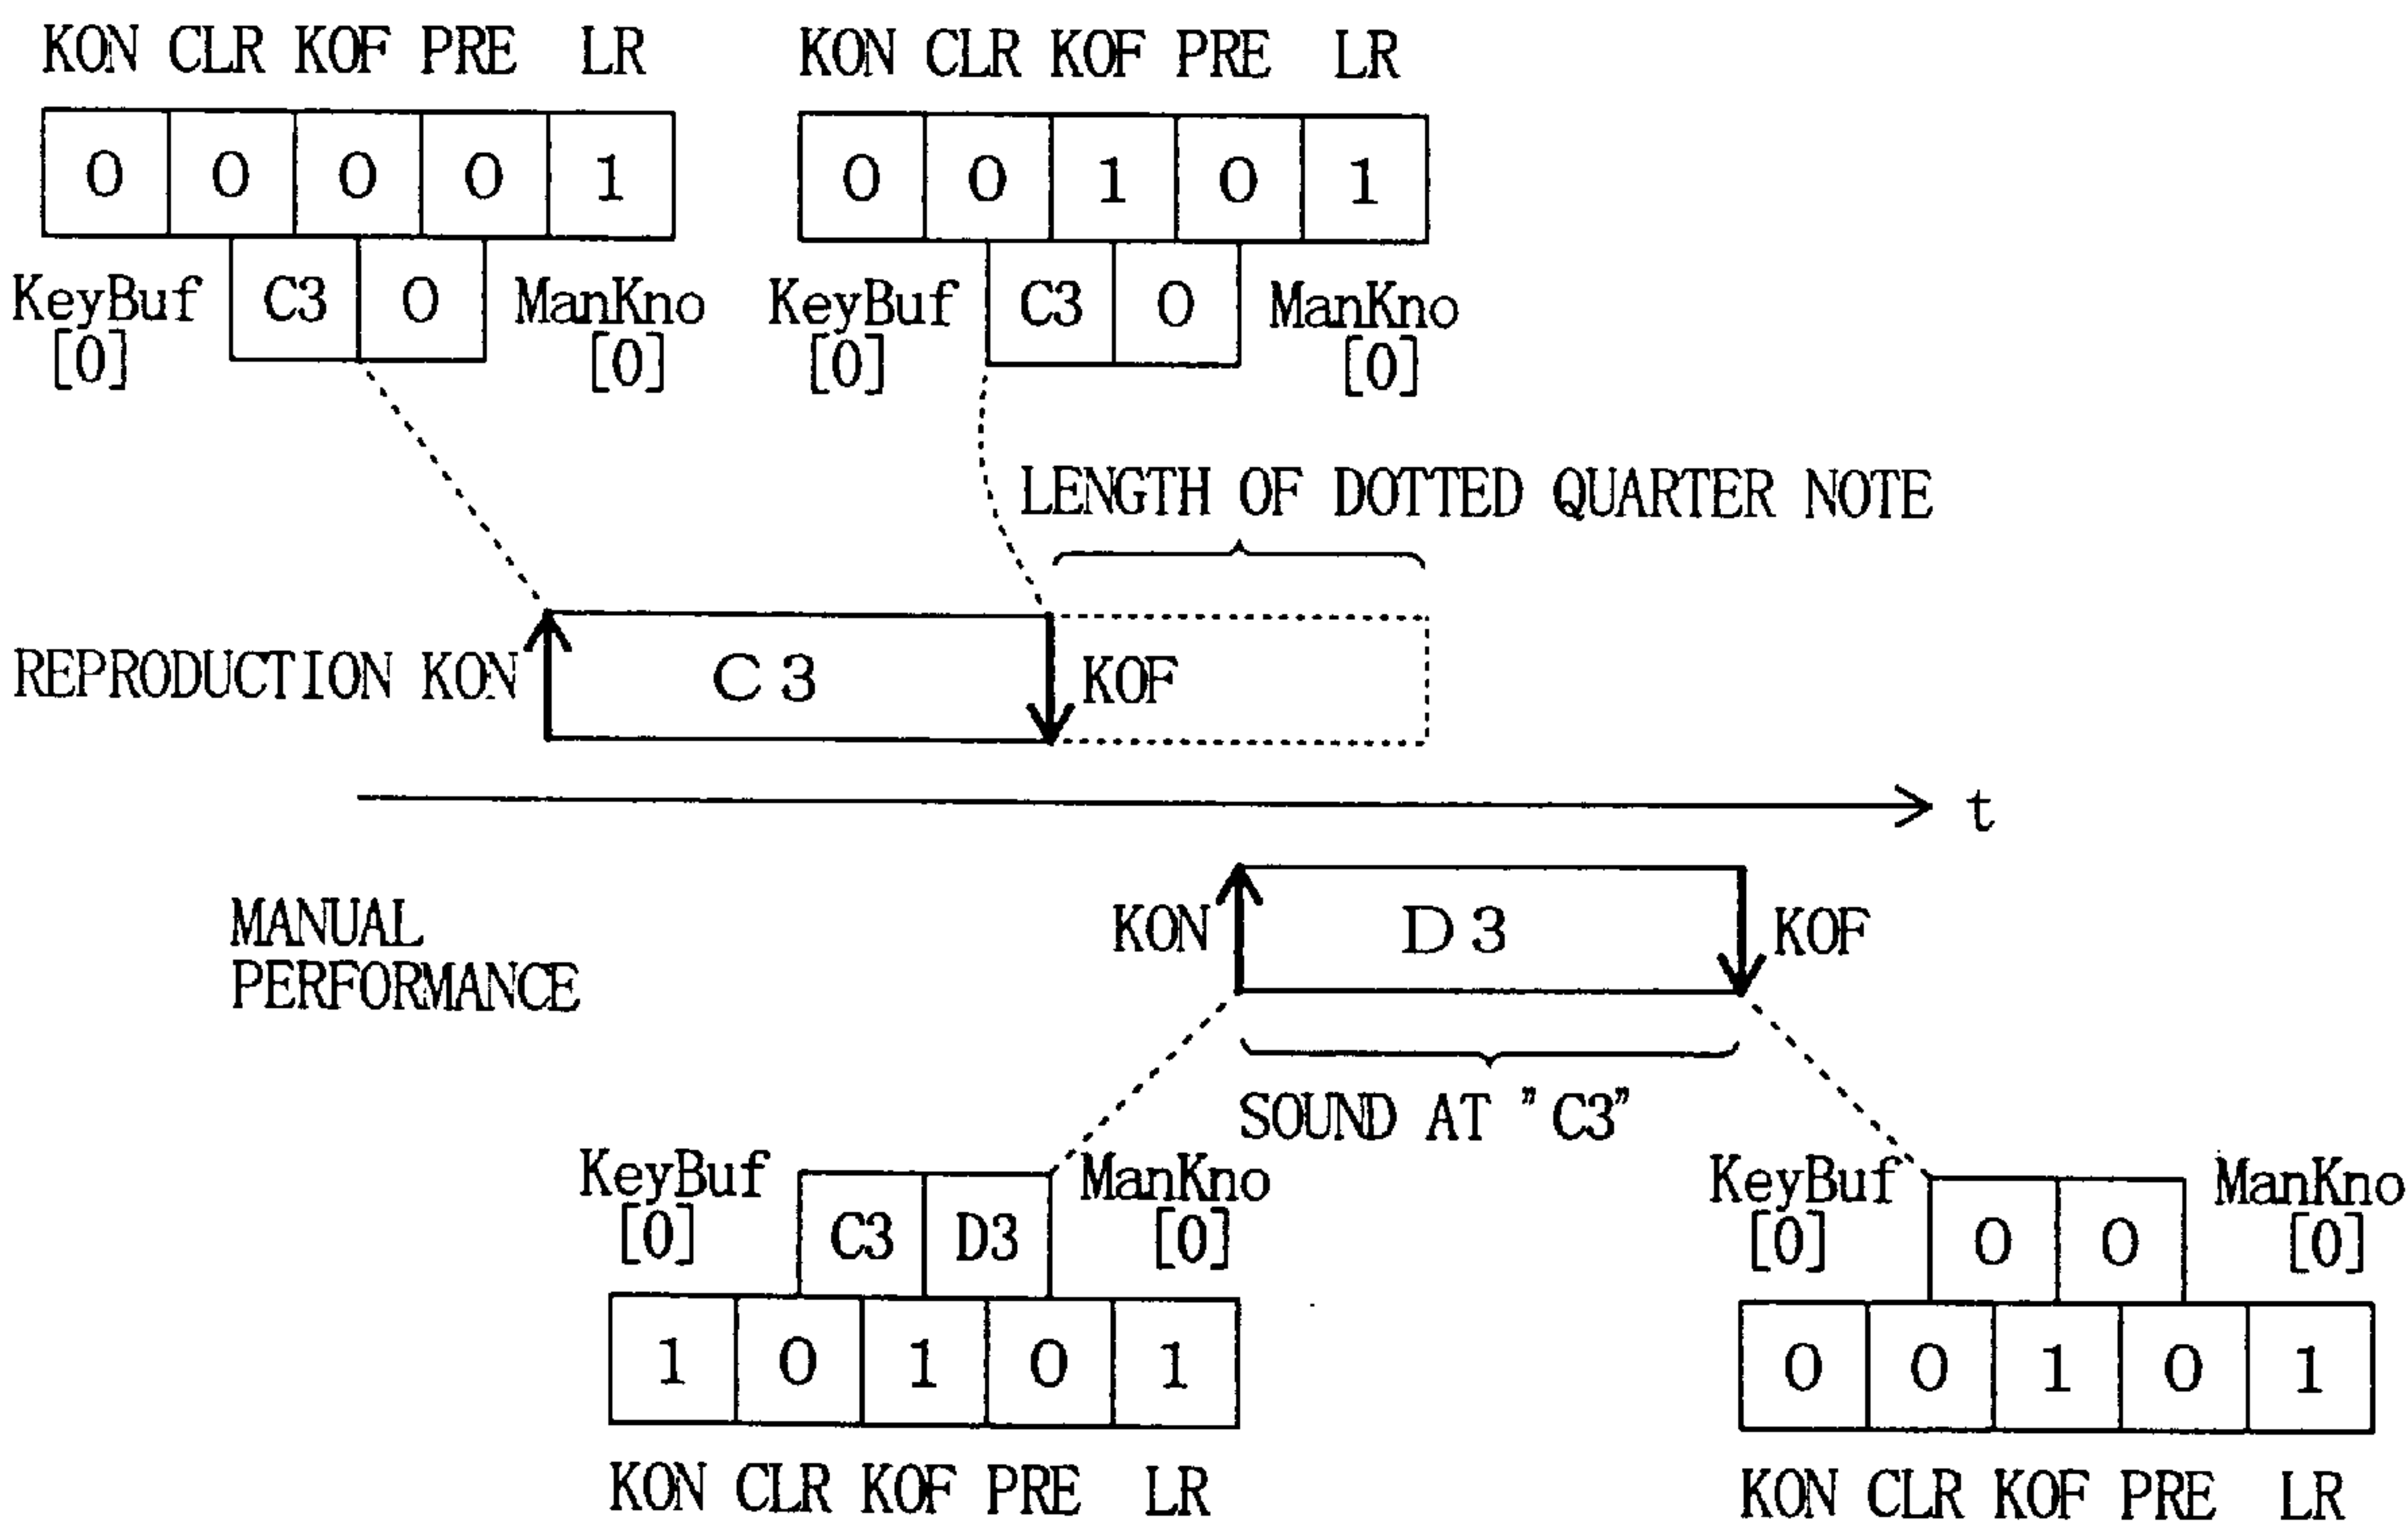 KON CLR KOF PRE LR
0 0 0 0 1
KeyBuf [0] C3 0 ManKno [0]
KON CLR KOF PRE LR
0 0 1 0 1
KeyBuf [0] C3 0 ManKno [0]
LENGTH OF DOTTED QUARTER NOTE
REPRODUCTION KON C3 KOF
t
MANUAL
PERFORMANCE
KON D3 KOF
SOUND AT "C3"
KeyBuf [0] C3 D3 ManKno [0]
1 0 1 0 1
KON CLR KOF PRE LR
KeyBuf [0] 0 0 ManKno [0]
0 0 1 0 1
KON CLR KOF PRE LR